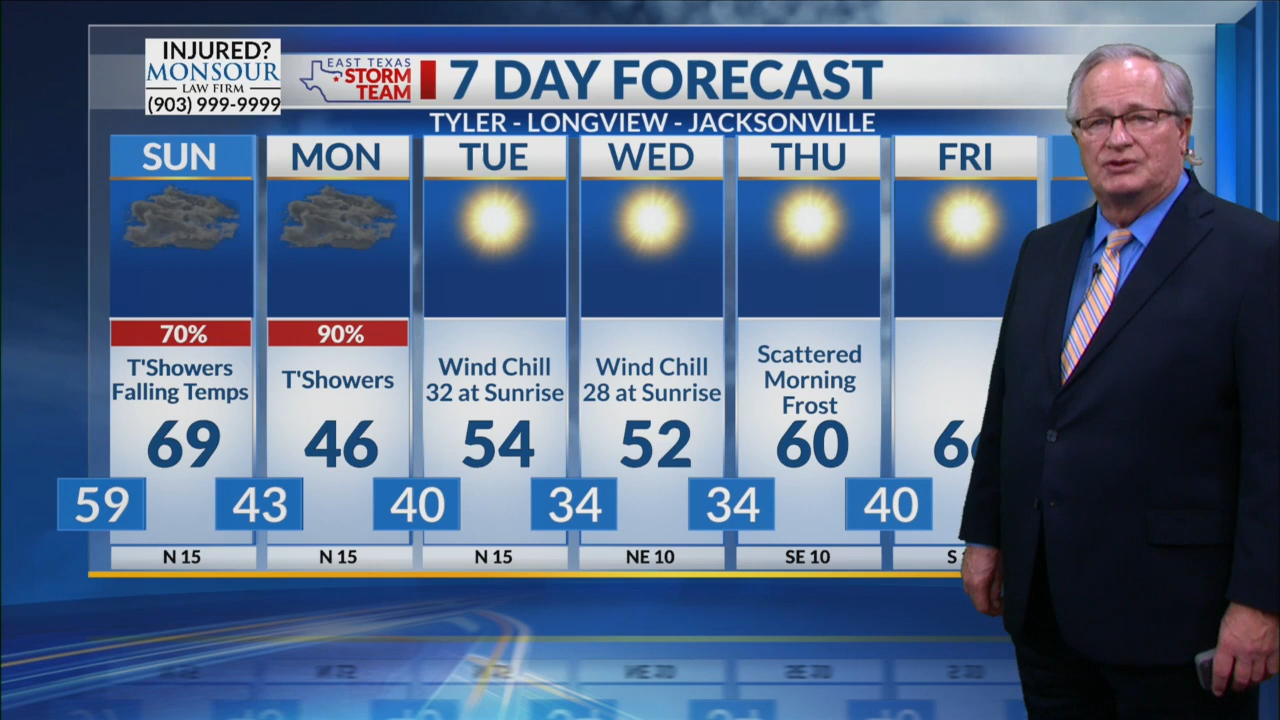 INJURED?
MONSOUR
LAW FIRM
(903) 999-9999
EAST TEXAS
STORM
TEAM
7 DAY FORECAST
TYLER - LONGVIEW - JACKSONVILLE
SUN
MON
TUE
WED
THU
FRI
70%
90%
T'Showers
Falling Temps
T'Showers
Wind Chill
32 at Sunrise
Wind Chill
28 at Sunrise
Scattered
Morning
Frost
69
46
54
52
60
59
43
40
34
34
40
N 15
N 15
N 15
NE 10
SE 10
S